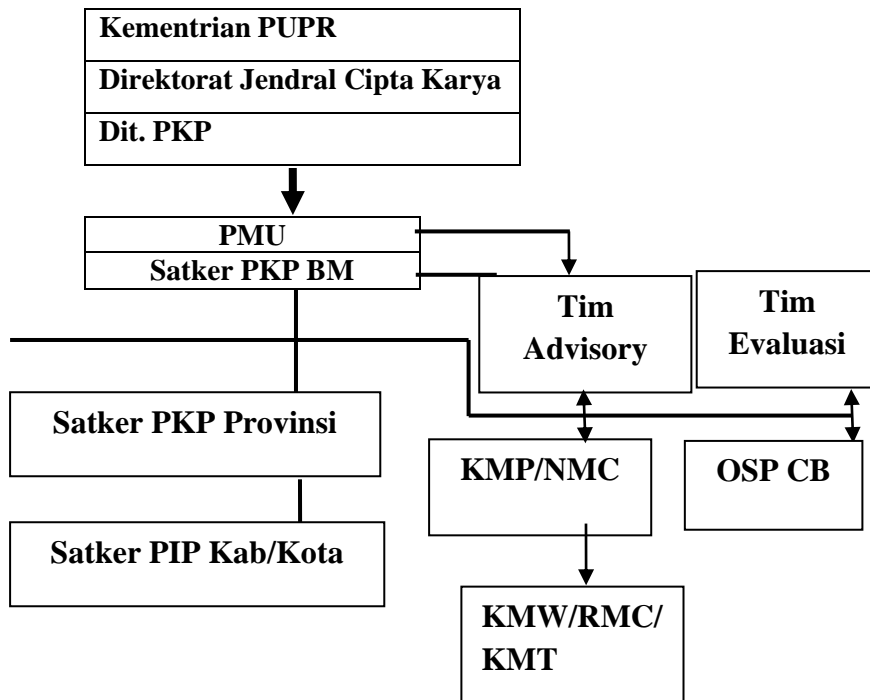 Kementrian PUPR
Direktorat Jendral Cipta Karya
Dit. PKP
PMU
Satker PKP BM
Tim
Advisory
Tim
Evaluasi
Satker PKP Provinsi
KMP/NMC
OSP CB
Satker PIP Kab/Kota
KMW/RMC/
KMT